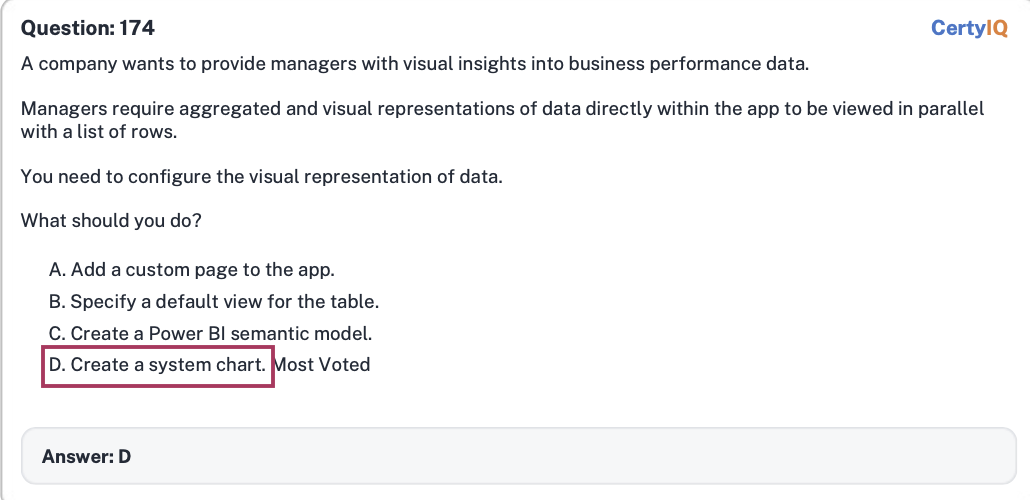 Question: 174
CertyIQ
A company wants to provide managers with visual insights into business performance data.
Managers require aggregated and visual representations of data directly within the app to be viewed in parallel
with a list of rows.
You need to configure the visual representation of data.
What should you do?
A. Add a custom page to the app.
B. Specify a default view for the table.
C. Create a Power BI semantic model.
D. Create a system chart. Most Voted
Answer: D